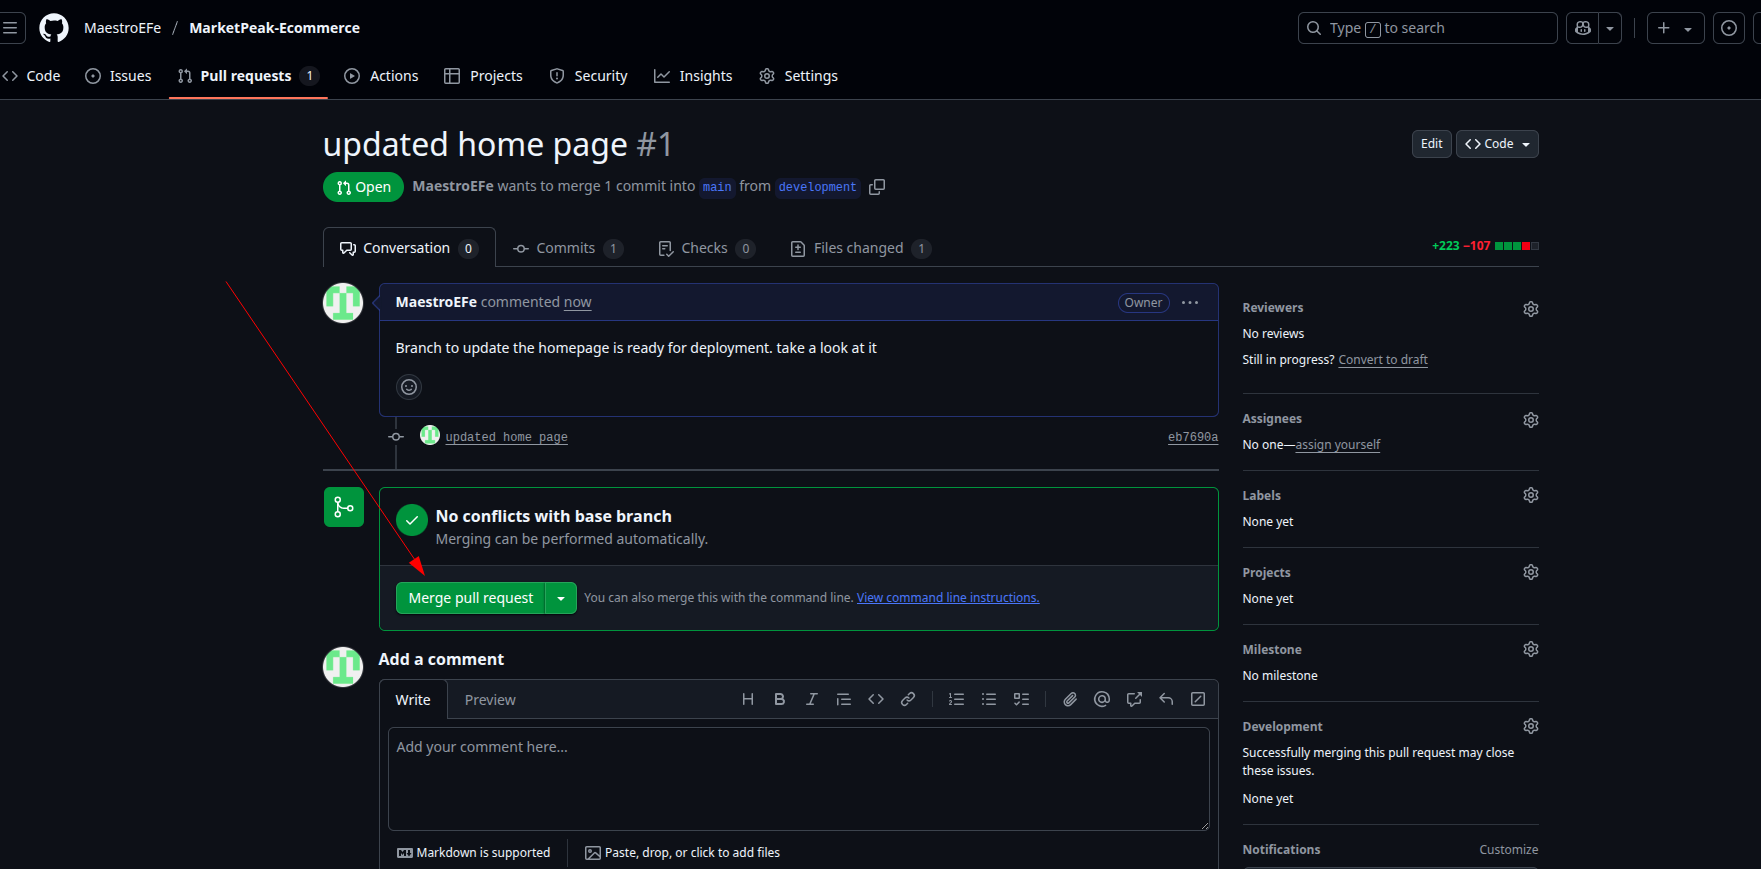 MaestroEFe / MarketPeak-Ecommerce
Type / to search
Code
Issues
Pull requests 1
Actions
Projects
Security
Insights
Settings
updated home page #1
Edit
Code
Open
MaestroEFe wants to merge 1 commit into main from development
Conversation 0
Commits 1
Checks 0
Files changed 1
+223 −107
MaestroEFe commented now
Owner
Branch to update the homepage is ready for deployment. take a look at it
updated home page
eb7690a
No conflicts with base branch
Merging can be performed automatically.
Merge pull request
You can also merge this with the command line. View command line instructions.
Add a comment
Write
Preview
Add your comment here...
Markdown is supported
Paste, drop, or click to add files
Reviewers
No reviews
Still in progress? Convert to draft
Assignees
No one—assign yourself
Labels
None yet
Projects
None yet
Milestone
No milestone
Development
Successfully merging this pull request may close
these issues.
None yet
Notifications
Customize